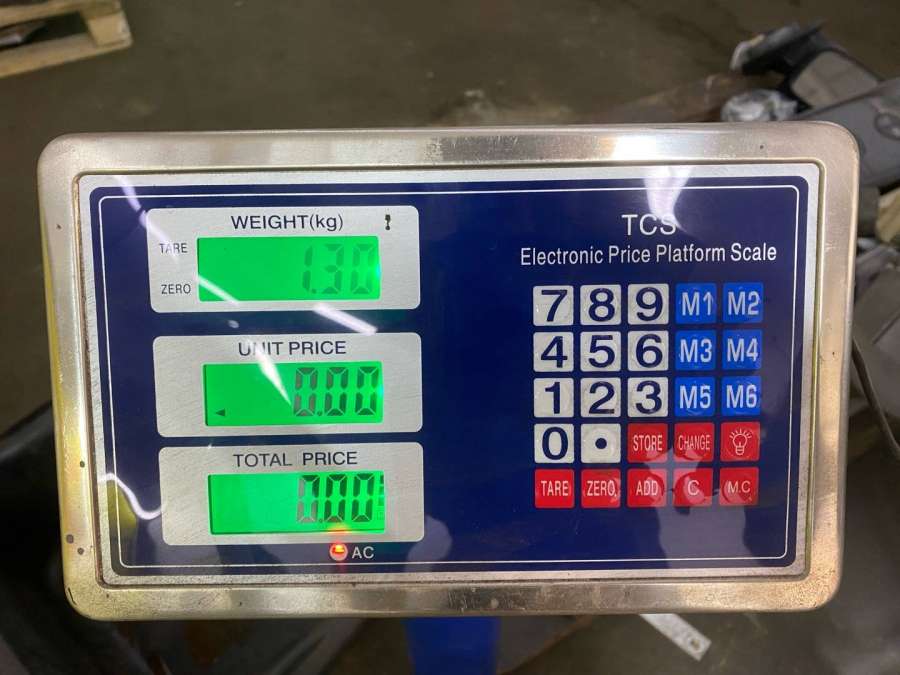 WEIGHT(kg)
TARE
1.30
ZERO
UNIT PRICE
0.00
TOTAL PRICE
0.00
AC
TCS
Electronic Price Platform Scale
7 8 9 M1 M2
4 5 6 M3 M4
1 2 3 M5 M6
0 • STORE CHANGE
TARE ZERO ADD C M.C